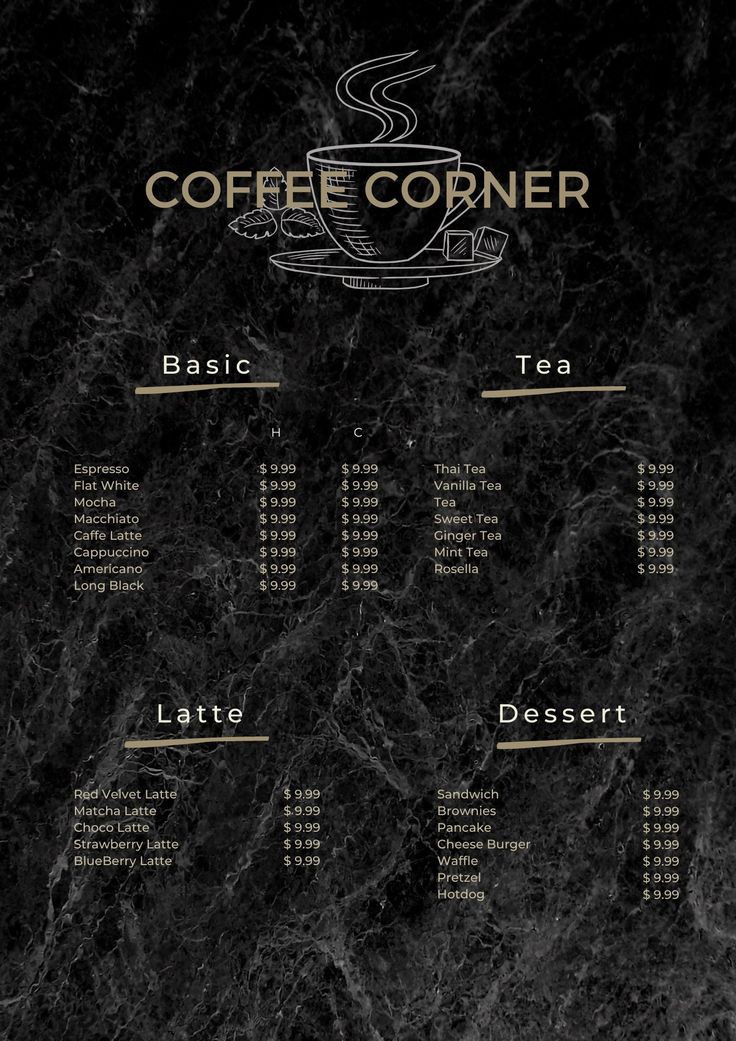 COFFEE CORNER
Basic
H C
Espresso $ 9.99 $ 9.99
Flat White $ 9.99 $ 9.99
Mocha $ 9.99 $ 9.99
Macchiato $ 9.99 $ 9.99
Caffe Latte $ 9.99 $ 9.99
Cappuccino $ 9.99 $ 9.99
Americano $ 9.99 $ 9.99
Long Black $ 9.99 $ 9.99
Tea
Thai Tea $ 9.99
Vanilla Tea $ 9.99
Tea $ 9.99
Sweet Tea $ 9.99
Ginger Tea $ 9.99
Mint Tea $ 9.99
Rosella $ 9.99
Latte
Red Velvet Latte $ 9.99
Matcha Latte $ 9.99
Choco Latte $ 9.99
Strawberry Latte $ 9.99
BlueBerry Latte $ 9.99
Dessert
Sandwich $ 9.99
Brownies $ 9.99
Pancake $ 9.99
Cheese Burger $ 9.99
Waffle $ 9.99
Pretzel $ 9.99
Hotdog $ 9.99